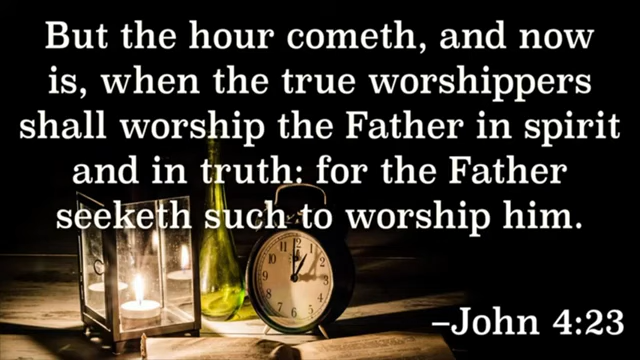 But the hour cometh, and now
is, when the true worshippers
shall worship the Father in spirit
and in truth: for the Father
seeketh such to worship him.
–John 4:23